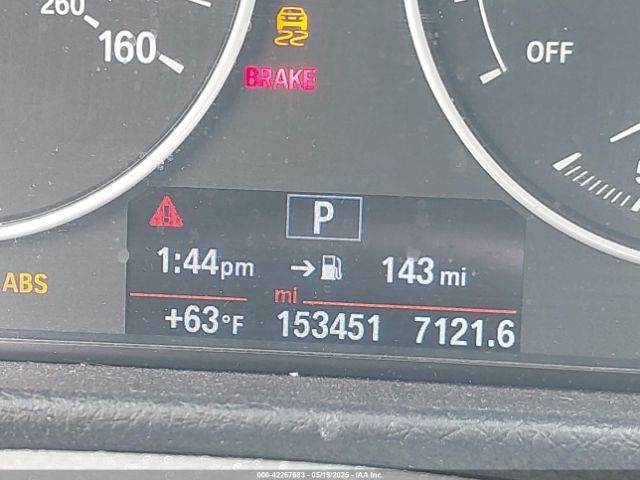 260
160
BRAKE
OFF
P
1:44pm 143 mi
ABS
mi
+63°F 153451 7121.6
000-42267683 - 05/19/2025 - IAA Inc.